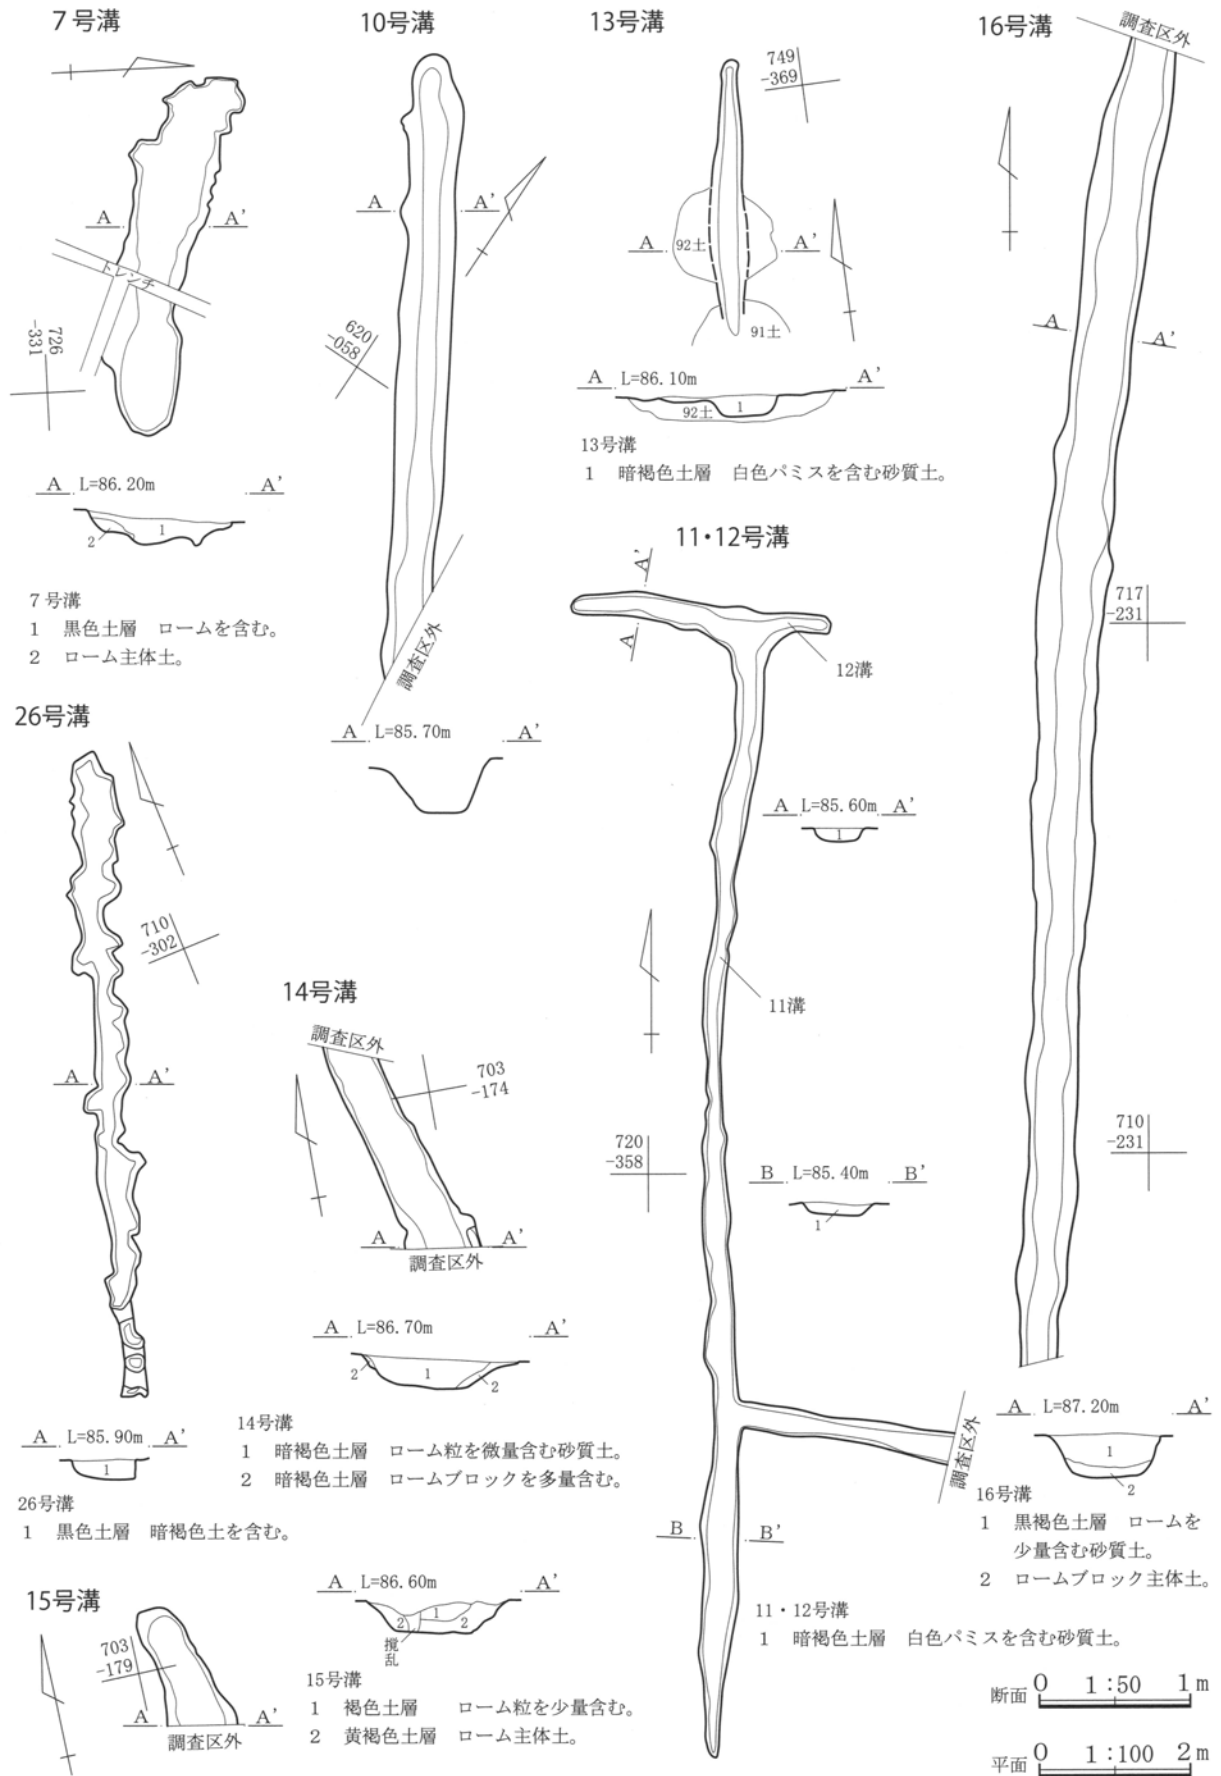 7号溝
トレンチ
726
-331
A
A'
A L=86.20m A'
1
2
7号溝
1 黒色土層 ロームを含む。
2 ローム主体土。
10号溝
A
A'
620
-058
調査区外
A L=85.70m A'
13号溝
749
-369
A
92土
A'
91土
A L=86.10m A'
92土
1
13号溝
1 暗褐色土層 白色パミスを含む砂質土。
11・12号溝
A'
A
12溝
A L=85.60m A'
1
11溝
720
-358
B L=85.40m B'
1
調査区外
B
B'
11・12号溝
1 暗褐色土層 白色パミスを含む砂質土。
16号溝
調査区外
A
A'
717
-231
710
-231
A L=87.20m A'
1
2
16号溝
1 黒褐色土層 ロームを
少量含む砂質土。
2 ロームブロック主体土。
26号溝
710
-302
A
A'
A L=85.90m A'
1
26号溝
1 黒色土層 暗褐色土を含む。
14号溝
調査区外
703
-174
A
A'
調査区外
A L=86.70m A'
2
1
2
14号溝
1 暗褐色土層 ローム粒を微量含む砂質土。
2 暗褐色土層 ロームブロックを多量含む。
15号溝
703
-179
A
A'
調査区外
A L=86.60m A'
1
2
2
撹乱
15号溝
1 褐色土層 ローム粒を少量含む。
2 黄褐色土層 ローム主体土。
断面 0 1:50 1m
平面 0 1:100 2m